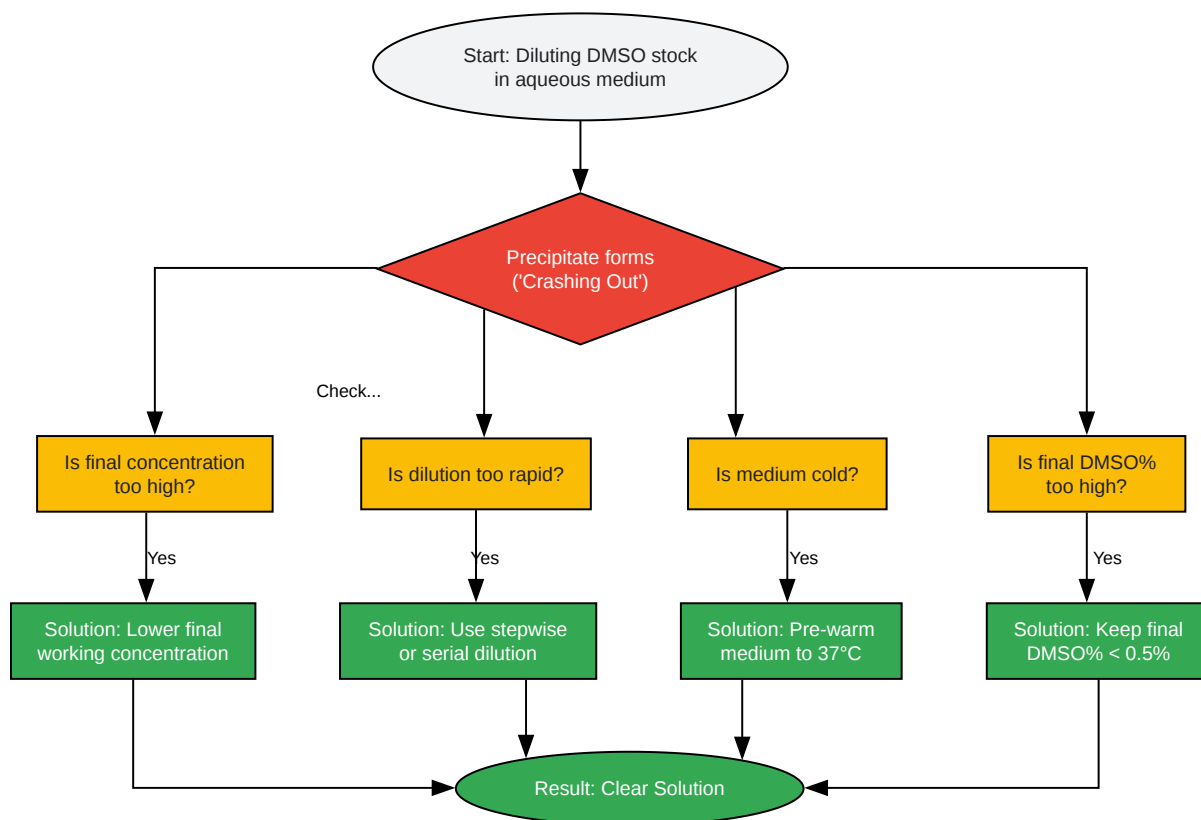 Start: Diluting DMSO stock
in aqueous medium
Precipitate forms
('Crashing Out')
Check...
Is final concentration
too high?
Is dilution too rapid?
Is medium cold?
Is final DMSO%
too high?
Yes
Yes
Yes
Yes
Solution: Lower final
working concentration
Solution: Use stepwise
or serial dilution
Solution: Pre-warm
medium to 37°C
Solution: Keep final
DMSO% < 0.5%
Result: Clear Solution